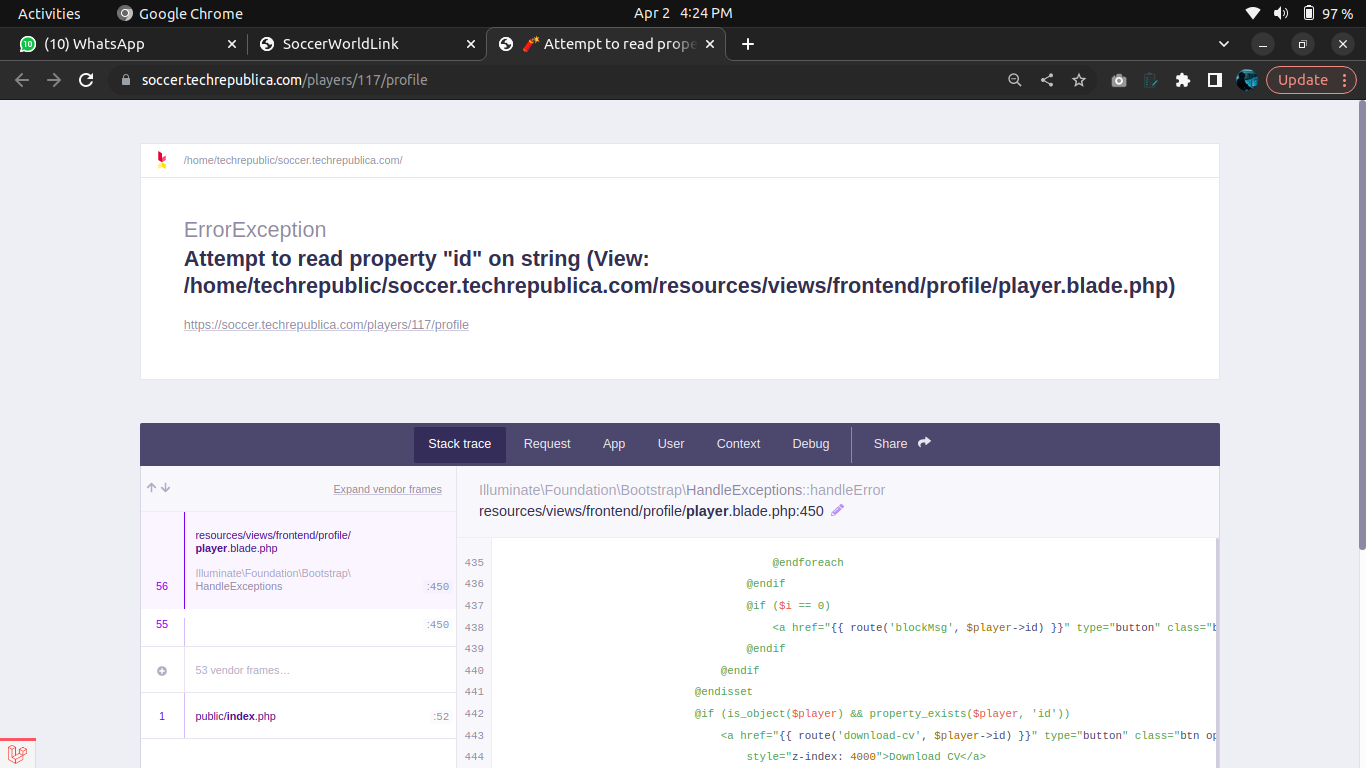 Activities
Google Chrome
Apr 2 4:24 PM
97 %
10
(10) WhatsApp
SoccerWorldLink
Attempt to read prope
soccer.techrepublica.com/players/117/profile
Update
/home/techrepublic/soccer.techrepublica.com/
ErrorException
Attempt to read property "id" on string (View:
/home/techrepublic/soccer.techrepublica.com/resources/views/frontend/profile/player.blade.php)
https://soccer.techrepublica.com/players/117/profile
Stack trace
Request
App
User
Context
Debug
Share
Expand vendor frames
resources/views/frontend/profile/
player.blade.php
Illuminate\Foundation\Bootstrap\
56 HandleExceptions :450
55 :450
53 vendor frames…
1 public/index.php :52
Illuminate\Foundation\Bootstrap\HandleExceptions::handleError
resources/views/frontend/profile/player.blade.php:450
435 @endforeach
436 @endif
437 @if ($i == 0)
438 <a href="{{ route('blockMsg', $player->id) }}" type="button" class="b
439 @endif
440 @endif
441 @endisset
442 @if (is_object($player) && property_exists($player, 'id'))
443 <a href="{{ route('download-cv', $player->id) }}" type="button" class="btn op
444 style="z-index: 4000">Download CV</a>